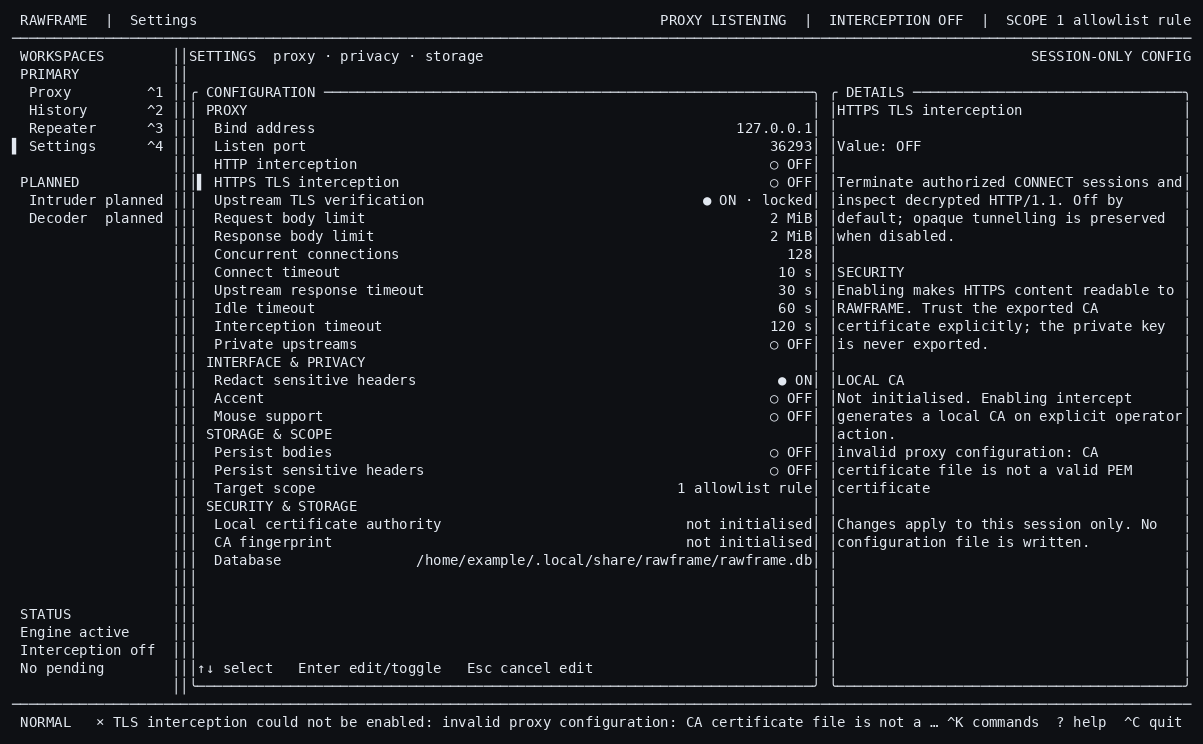 RAWFRAME | Settings PROXY LISTENING | INTERCEPTION OFF | SCOPE 1 allowlist rule
WORKSPACES
PRIMARY
Proxy ^1
History ^2
Repeater ^3
Settings ^4
PLANNED
Intruder planned
Decoder planned
STATUS
Engine active
Interception off
No pending
SETTINGS proxy · privacy · storage SESSION-ONLY CONFIG
CONFIGURATION
PROXY
Bind address 127.0.0.1
Listen port 36293
HTTP interception ○ OFF
HTTPS TLS interception ○ OFF
Upstream TLS verification ● ON · locked
Request body limit 2 MiB
Response body limit 2 MiB
Concurrent connections 128
Connect timeout 10 s
Upstream response timeout 30 s
Idle timeout 60 s
Interception timeout 120 s
Private upstreams ○ OFF
INTERFACE & PRIVACY
Redact sensitive headers ● ON
Accent ○ OFF
Mouse support ○ OFF
STORAGE & SCOPE
Persist bodies ○ OFF
Persist sensitive headers ○ OFF
Target scope 1 allowlist rule
SECURITY & STORAGE
Local certificate authority not initialised
CA fingerprint not initialised
Database /home/example/.local/share/rawframe/rawframe.db
↑↓ select Enter edit/toggle Esc cancel edit
DETAILS
HTTPS TLS interception
Value: OFF
Terminate authorized CONNECT sessions and
inspect decrypted HTTP/1.1. Off by
default; opaque tunnelling is preserved
when disabled.
SECURITY
Enabling makes HTTPS content readable to
RAWFRAME. Trust the exported CA
certificate explicitly; the private key
is never exported.
LOCAL CA
Not initialised. Enabling intercept
generates a local CA on explicit operator
action.
invalid proxy configuration: CA
certificate file is not a valid PEM
certificate
Changes apply to this session only. No
configuration file is written.
NORMAL × TLS interception could not be enabled: invalid proxy configuration: CA certificate file is not a … ^K commands ? help ^C quit